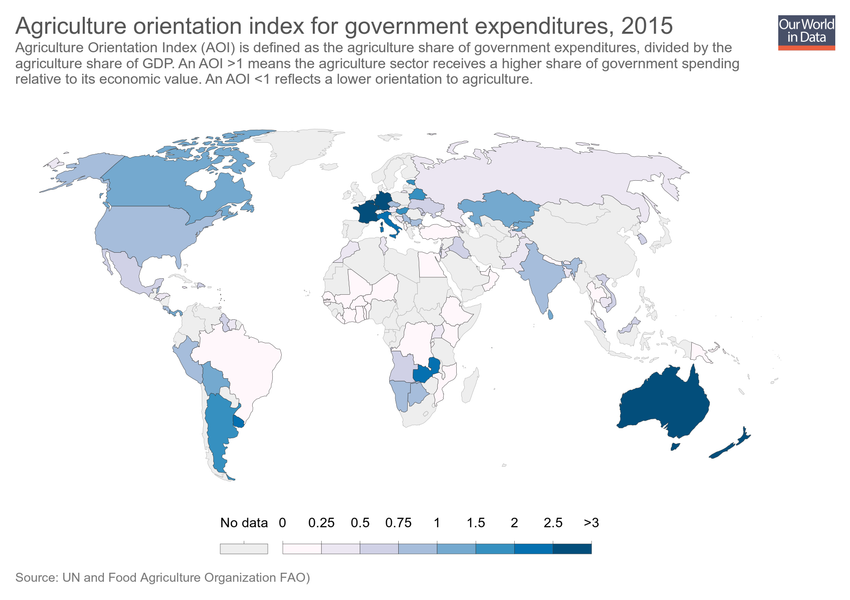 Agriculture orientation index for government expenditures, 2015
Our World
in Data
Agriculture Orientation Index (AOI) is defined as the agriculture share of government expenditures, divided by the
agriculture share of GDP. An AOI >1 means the agriculture sector receives a higher share of government spending
relative to its economic value. An AOI <1 reflects a lower orientation to agriculture.
No data 0 0.25 0.5 0.75 1 1.5 2 2.5 >3
Source: UN and Food Agriculture Organization FAO)